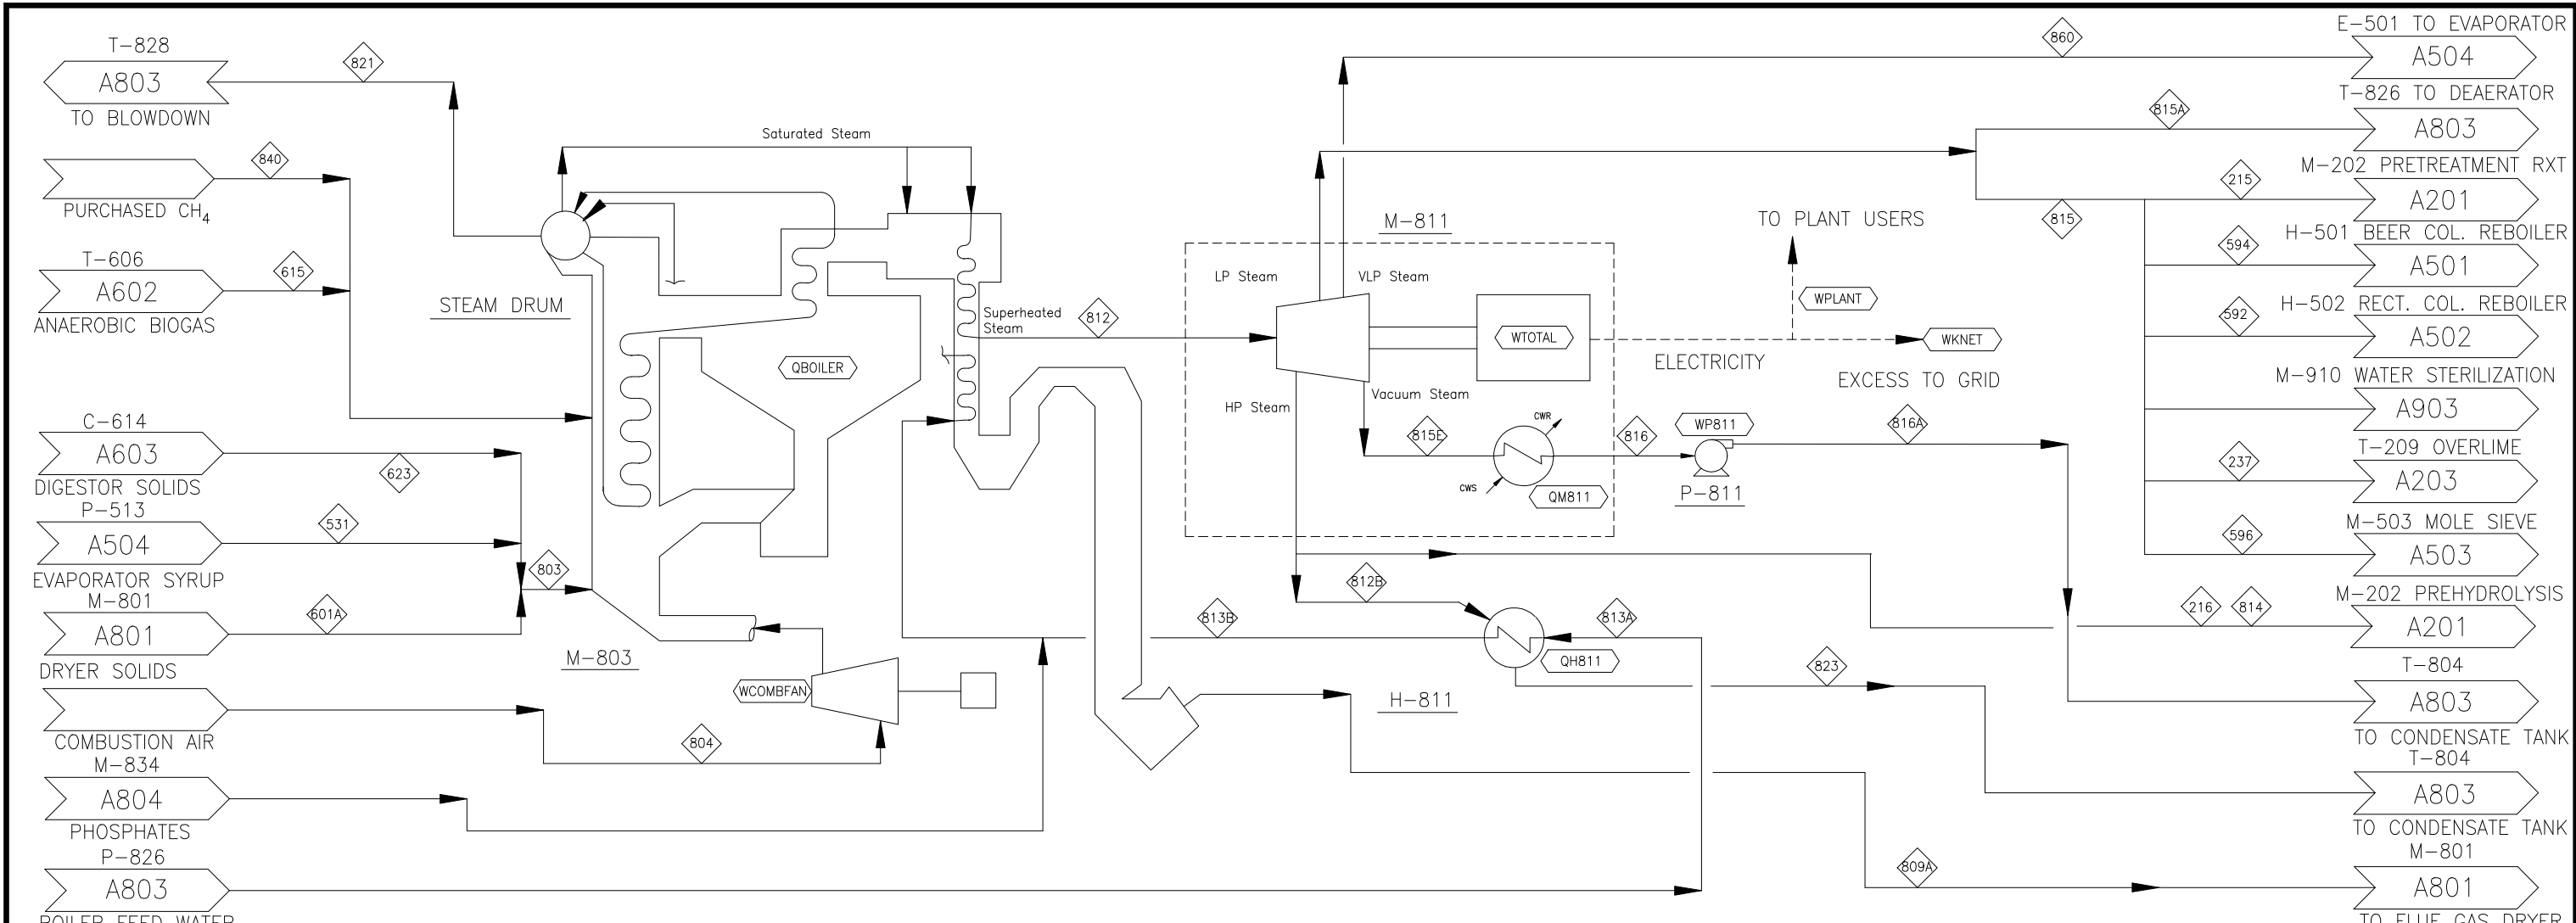 T-828
A803
TO BLOWDOWN
821
840
PURCHASED CH4
T-606
A602
ANAEROBIC BIOGAS
615
C-614
A603
DIGESTOR SOLIDS
623
P-513
A504
EVAPORATOR SYRUP
531
803
M-801
A801
DRYER SOLIDS
601A
COMBUSTION AIR
804
M-834
A804
PHOSPHATES
P-826
A803
BOILER FEED WATER
STEAM DRUM
Saturated Steam
QBOILER
M-803
WCOMBFAN
Superheated
Steam
812
M-811
LP Steam
VLP Steam
WTOTAL
HP Steam
Vacuum Steam
815E
CWR
CWS
QM811
816
WP811
P-811
816A
TO PLANT USERS
WPLANT
WKNET
ELECTRICITY
EXCESS TO GRID
812B
813B
813A
QH811
H-811
823
809A
860
815A
815
E-501 TO EVAPORATOR
A504
T-826 TO DEAERATOR
A803
M-202 PRETREATMENT RXT
215
A201
H-501 BEER COL. REBOILER
594
A501
H-502 RECT. COL. REBOILER
592
A502
M-910 WATER STERILIZATION
A903
T-209 OVERLIME
237
A203
M-503 MOLE SIEVE
596
A503
M-202 PREHYDROLYSIS
216
814
A201
T-804
A803
TO CONDENSATE TANK
T-804
A803
TO CONDENSATE TANK
M-801
A801
TO FLUE GAS DRYER